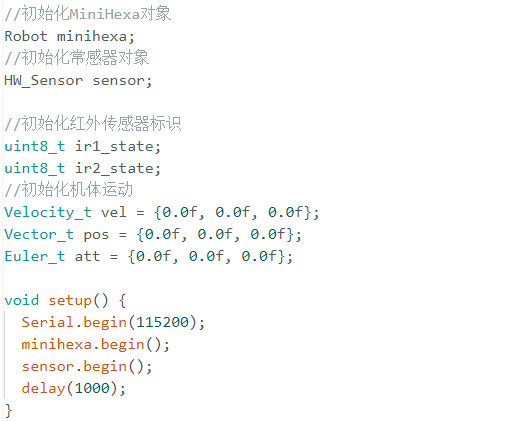 //初始化MiniHexa对象
Robot minihexa;
//初始化常感器对象
HW_Sensor sensor;
//初始化红外传感器标识
uint8_t ir1_state;
uint8_t ir2_state;
//初始化机体运动
Velocity_t vel = {0.0f, 0.0f, 0.0f};
Vector_t pos = {0.0f, 0.0f, 0.0f};
Euler_t att = {0.0f, 0.0f, 0.0f};
void setup() {
  Serial.begin(115200);
  minihexa.begin();
  sensor.begin();
  delay(1000);
}